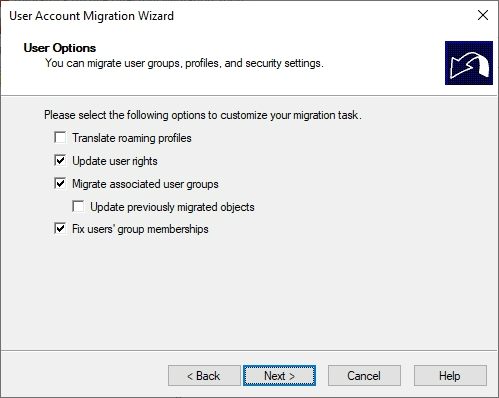 User Account Migration Wizard
User Options
You can migrate user groups, profiles, and security settings.
Please select the following options to customize your migration task.
Translate roaming profiles
Update user rights
Migrate associated user groups
Update previously migrated objects
Fix users' group memberships
< Back
Next >
Cancel
Help